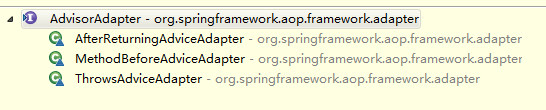 AdvisorAdapter - org.springframework.aop.framework.adapter
AfterReturningAdviceAdapter - org.springframework.aop.framework.adapter
MethodBeforeAdviceAdapter - org.springframework.aop.framework.adapter
ThrowsAdviceAdapter - org.springframework.aop.framework.adapter